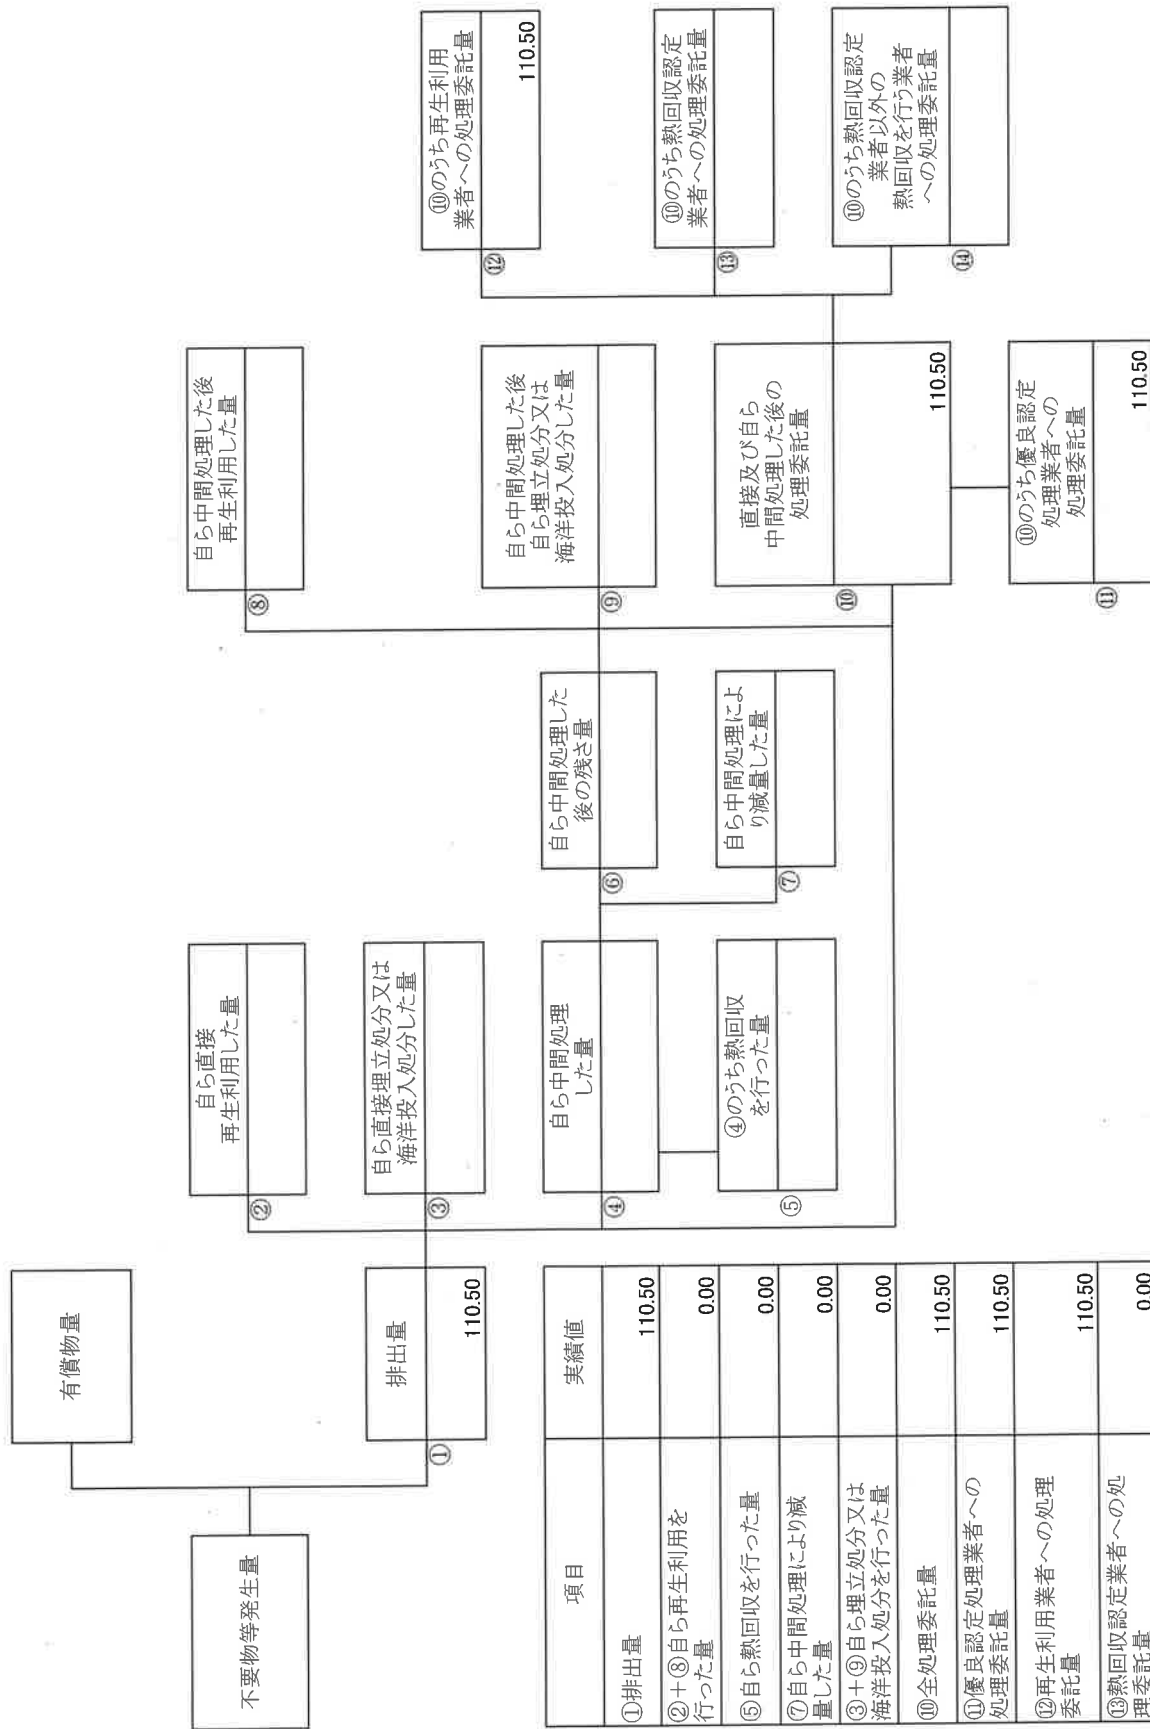 不要物等発生量
有償物量
排出量
①
110.50
自ら直接
再生利用した量
②
自ら直接埋立処分又は
海洋投入処分した量
③
自ら中間処理
した量
④
④のうち熱回収
を行った量
⑤
自ら中間処理した
後の残さ量
⑥
自ら中間処理によ
り減量した量
⑦
自ら中間処理した後
再生利用した量
⑧
自ら中間処理した後
自ら埋立処分又は
海洋投入処分した量
⑨
直接及び自ら
中間処理した後の
処理委託量
⑩
110.50
⑩のうち優良認定
処理業者への
処理委託量
⑪
110.50
⑩のうち再生利用
業者への処理委託量
⑫
110.50
⑩のうち熱回収認定
業者への処理委託量
⑬
⑩のうち熱回収認定
業者以外の
熱回収を行う業者
への処理委託量
⑭
項目 実績値
①排出量 110.50
②+⑧自ら再生利用を
行った量 0.00
⑤自ら熱回収を行った量 0.00
⑦自ら中間処理により減
量した量 0.00
③+⑨自ら埋立処分又は
海洋投入処分を行った量 0.00
⑩全処理委託量 110.50
⑪優良認定処理業者への
処理委託量 110.50
⑫再生利用業者への処理
委託量 110.50
⑬熱回収認定業者への処
理委託量 0.00